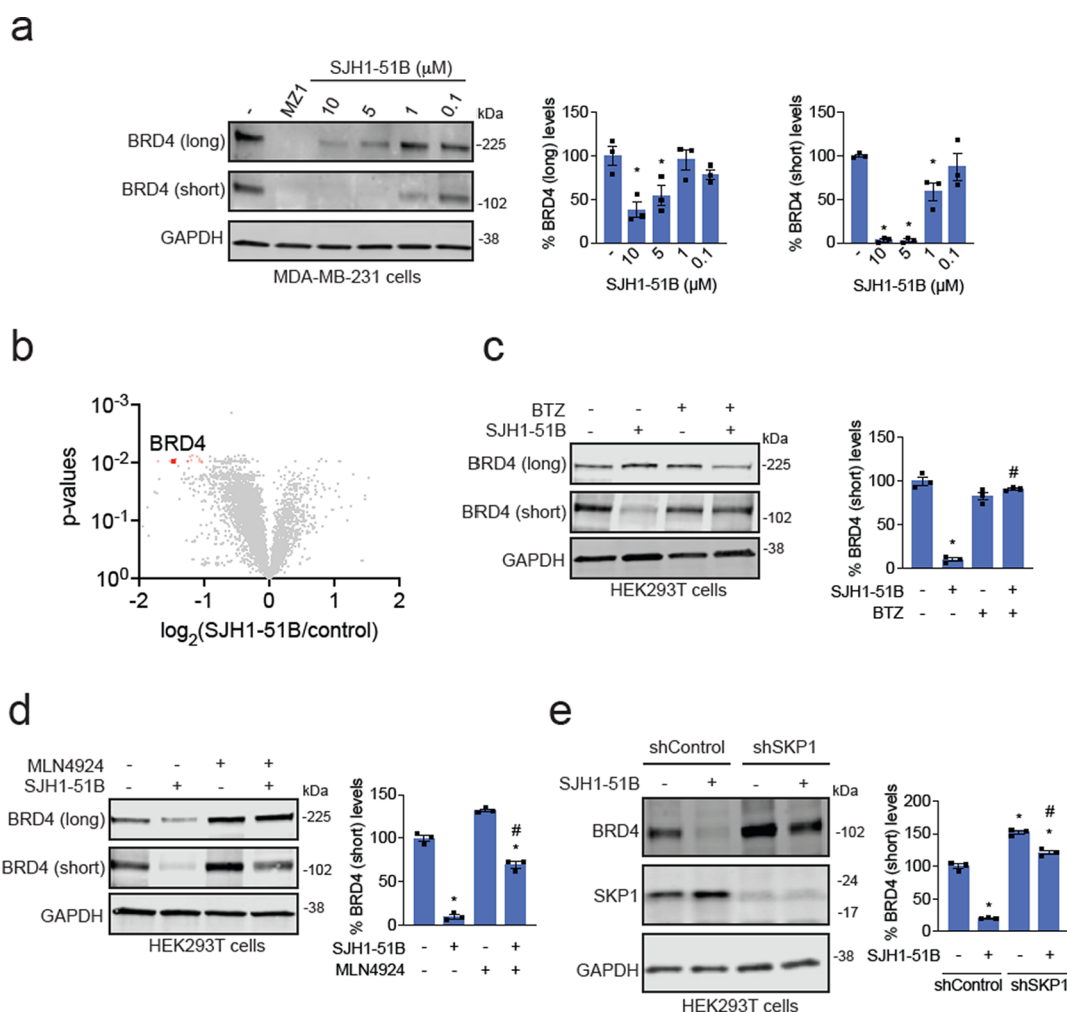 a
SJH1-51B (μM)
- MZ1 10 5 1 0.1 kDa
BRD4 (long) -225
BRD4 (short) -102
GAPDH -38
MDA-MB-231 cells
% BRD4 (long) levels
150
100
50
0
* *
- 10 5 1 0.1
SJH1-51B (μM)
% BRD4 (short) levels
150
100
50
0
* * *
- 10 5 1 0.1
SJH1-51B (μM)
b
p-values
10-3
10-2
10-1
100
BRD4
-2 -1 0 1 2
log2(SJH1-51B/control)
c
BTZ - - + +
SJH1-51B - + - +
kDa
BRD4 (long) -225
BRD4 (short) -102
GAPDH -38
HEK293T cells
% BRD4 (short) levels
150
100
50
0
* #
SJH1-51B - + - +
BTZ - - + +
d
MLN4924 - - + +
SJH1-51B - + - +
kDa
BRD4 (long) -225
BRD4 (short) -102
GAPDH -38
HEK293T cells
% BRD4 (short) levels
150
100
50
0
* # *
SJH1-51B - + - +
MLN4924 - - + +
e
shControl shSKP1
SJH1-51B - + - + kDa
BRD4 -102
SKP1 -24
-17
GAPDH -38
HEK293T cells
% BRD4 (short) levels
200
150
100
50
0
* * # *
SJH1-51B - + - +
shControl shSKP1